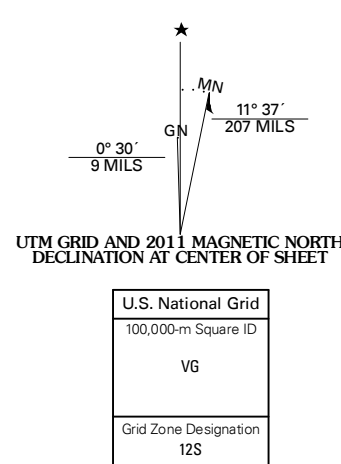 ★
MN
GN
11° 37´
207 MILS
0° 30´
9 MILS
UTM GRID AND 2011 MAGNETIC NORTH
DECLINATION AT CENTER OF SHEET
U.S. National Grid
100,000-m Square ID
VG
Grid Zone Designation
12S